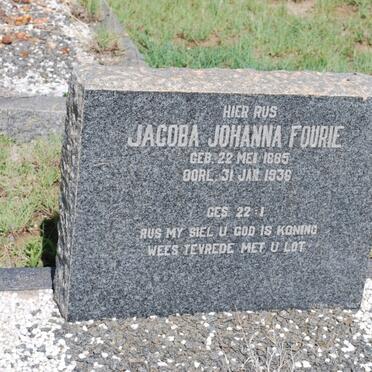 HIER RUS
JACOBA JOHANNA FOURIE
GEB. 22 MEI 1885
OORL. 31 JAN. 1936
GES. 22:1
RUS MY SIEL U GOD IS KONING
WEES TEVREDE MET U LOT